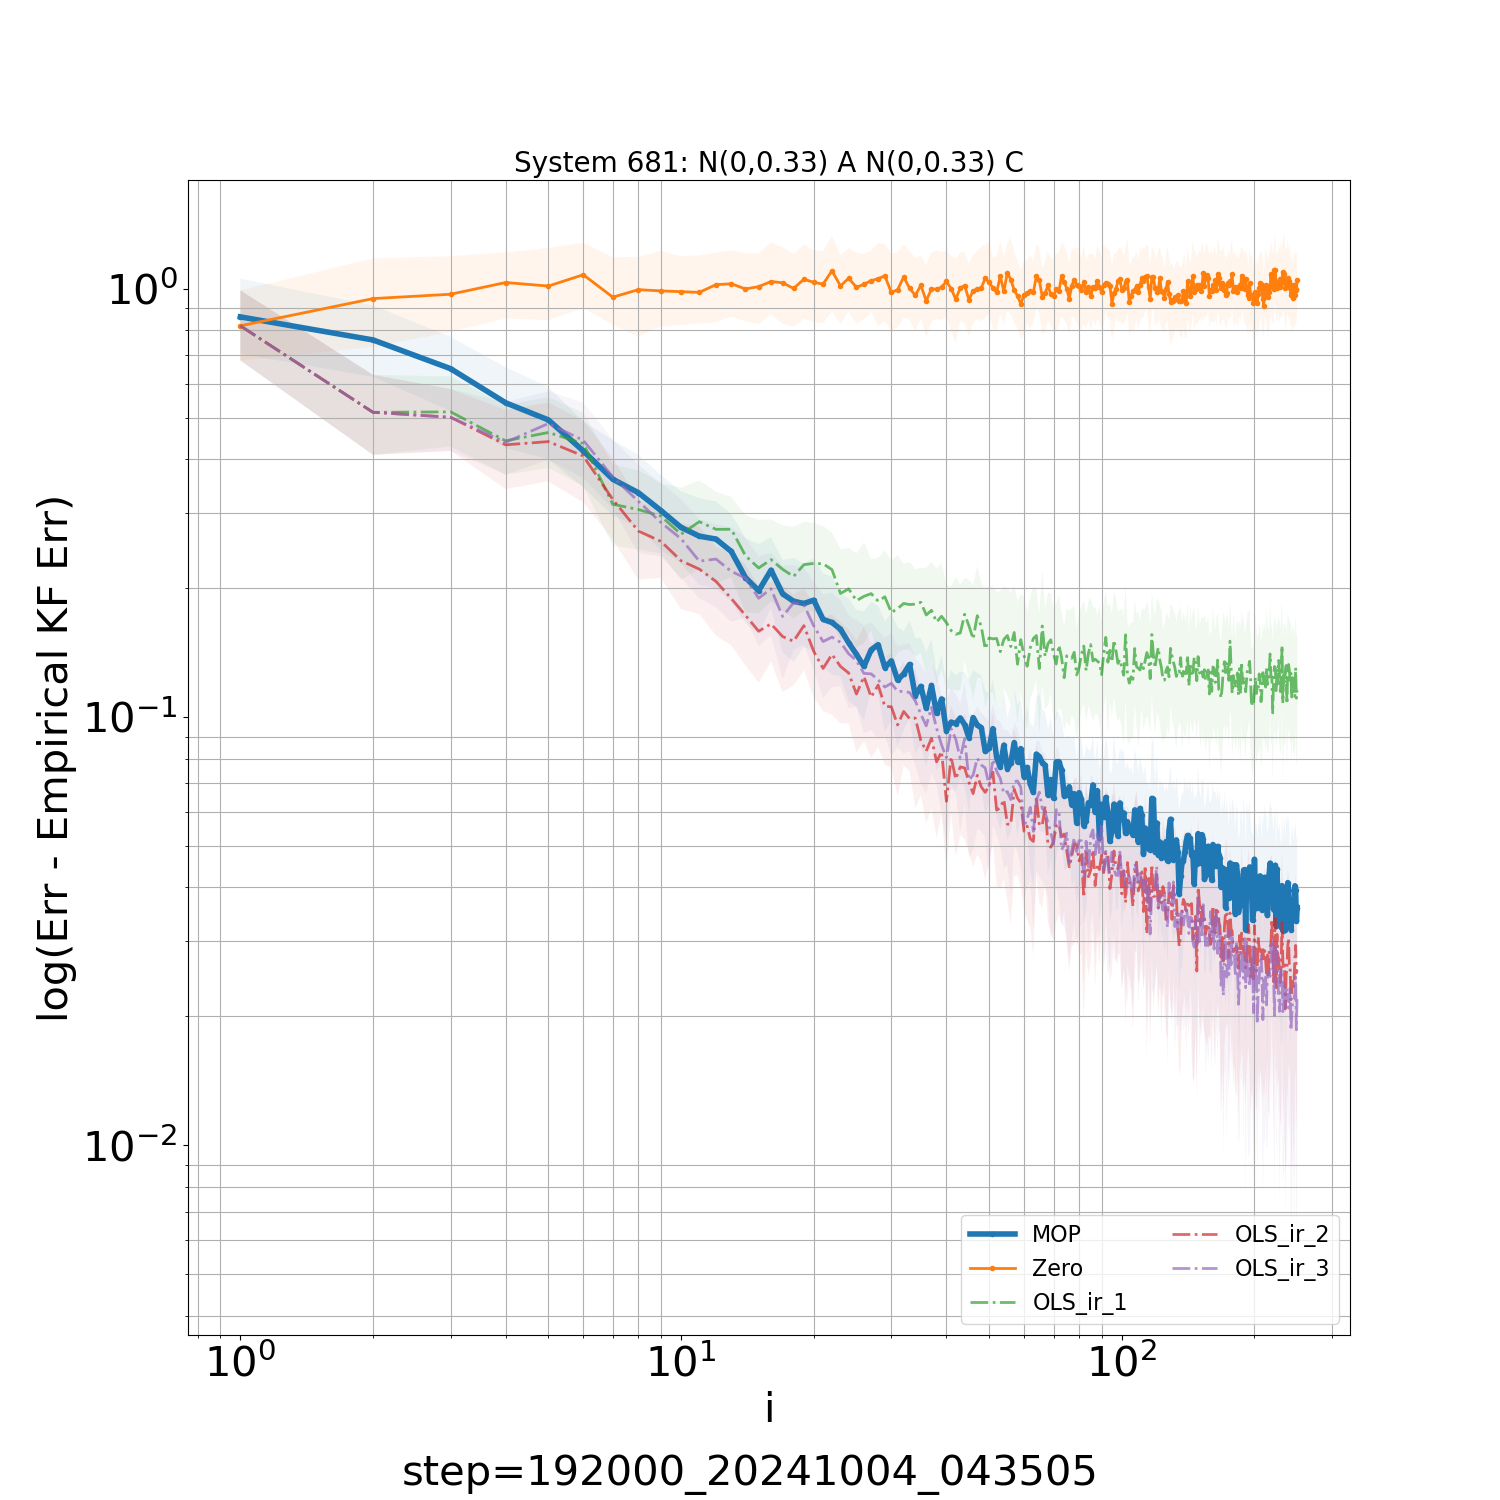 System 681: N(0,0.33) A N(0,0.33) C
log(Err - Empirical KF Err)
10⁰
10⁻¹
10⁻²
MOP
Zero
OLS_ir_1
OLS_ir_2
OLS_ir_3
10⁰ 10¹ 10²
i
step=192000_20241004_043505